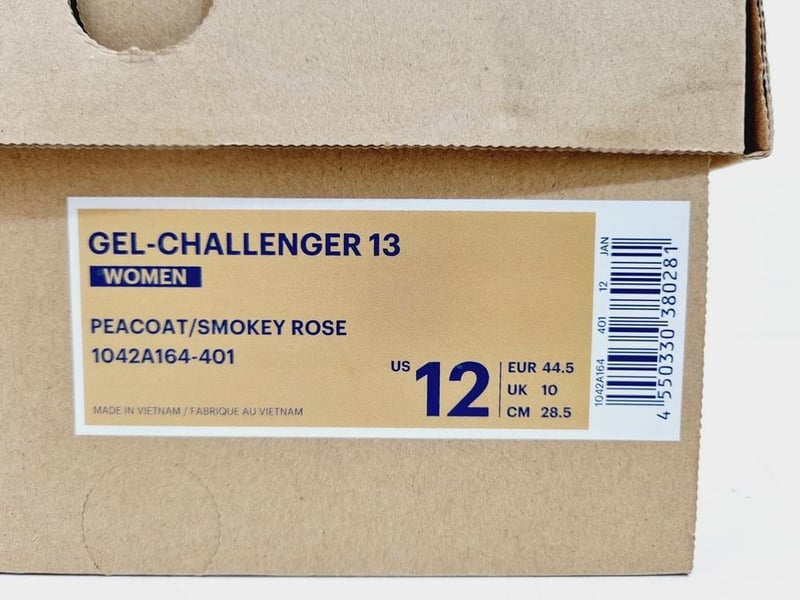 GEL-CHALLENGER 13
WOMEN
PEACOAT/SMOKEY ROSE
1042A164-401
MADE IN VIETNAM / FABRIQUE AU VIETNAM
US 12
EUR 44.5
UK 10
CM 28.5
1042A164 401 12 JAN
4 550330 380281